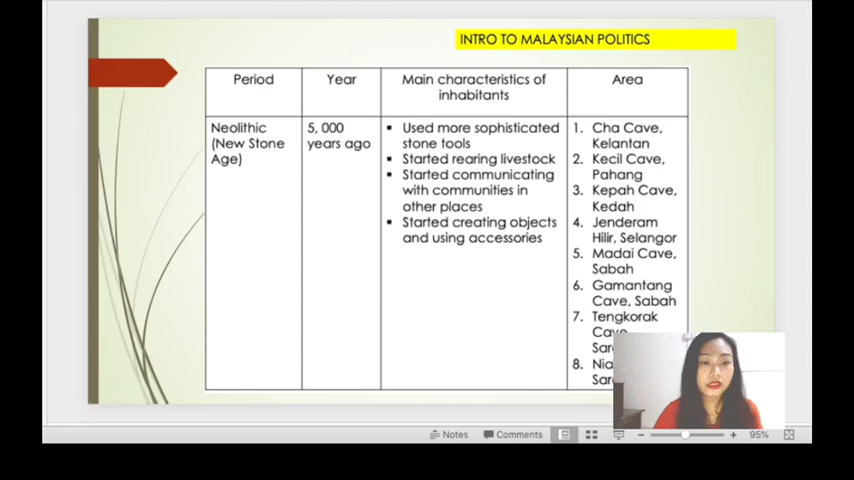 INTRO TO MALAYSIAN POLITICS
Period
Year
Main characteristics of
inhabitants
Area
Neolithic
(New Stone
Age)
5, 000
years ago
▪ Used more sophisticated
stone tools
▪ Started rearing livestock
▪ Started communicating
with communities in
other places
▪ Started creating objects
and using accessories
1. Cha Cave,
Kelantan
2. Kecil Cave,
Pahang
3. Kepah Cave,
Kedah
4. Jenderam
Hilir, Selangor
5. Madai Cave,
Sabah
6. Gamantang
Cave, Sabah
7. Tengkorak
8.
Notes
Comments
95%